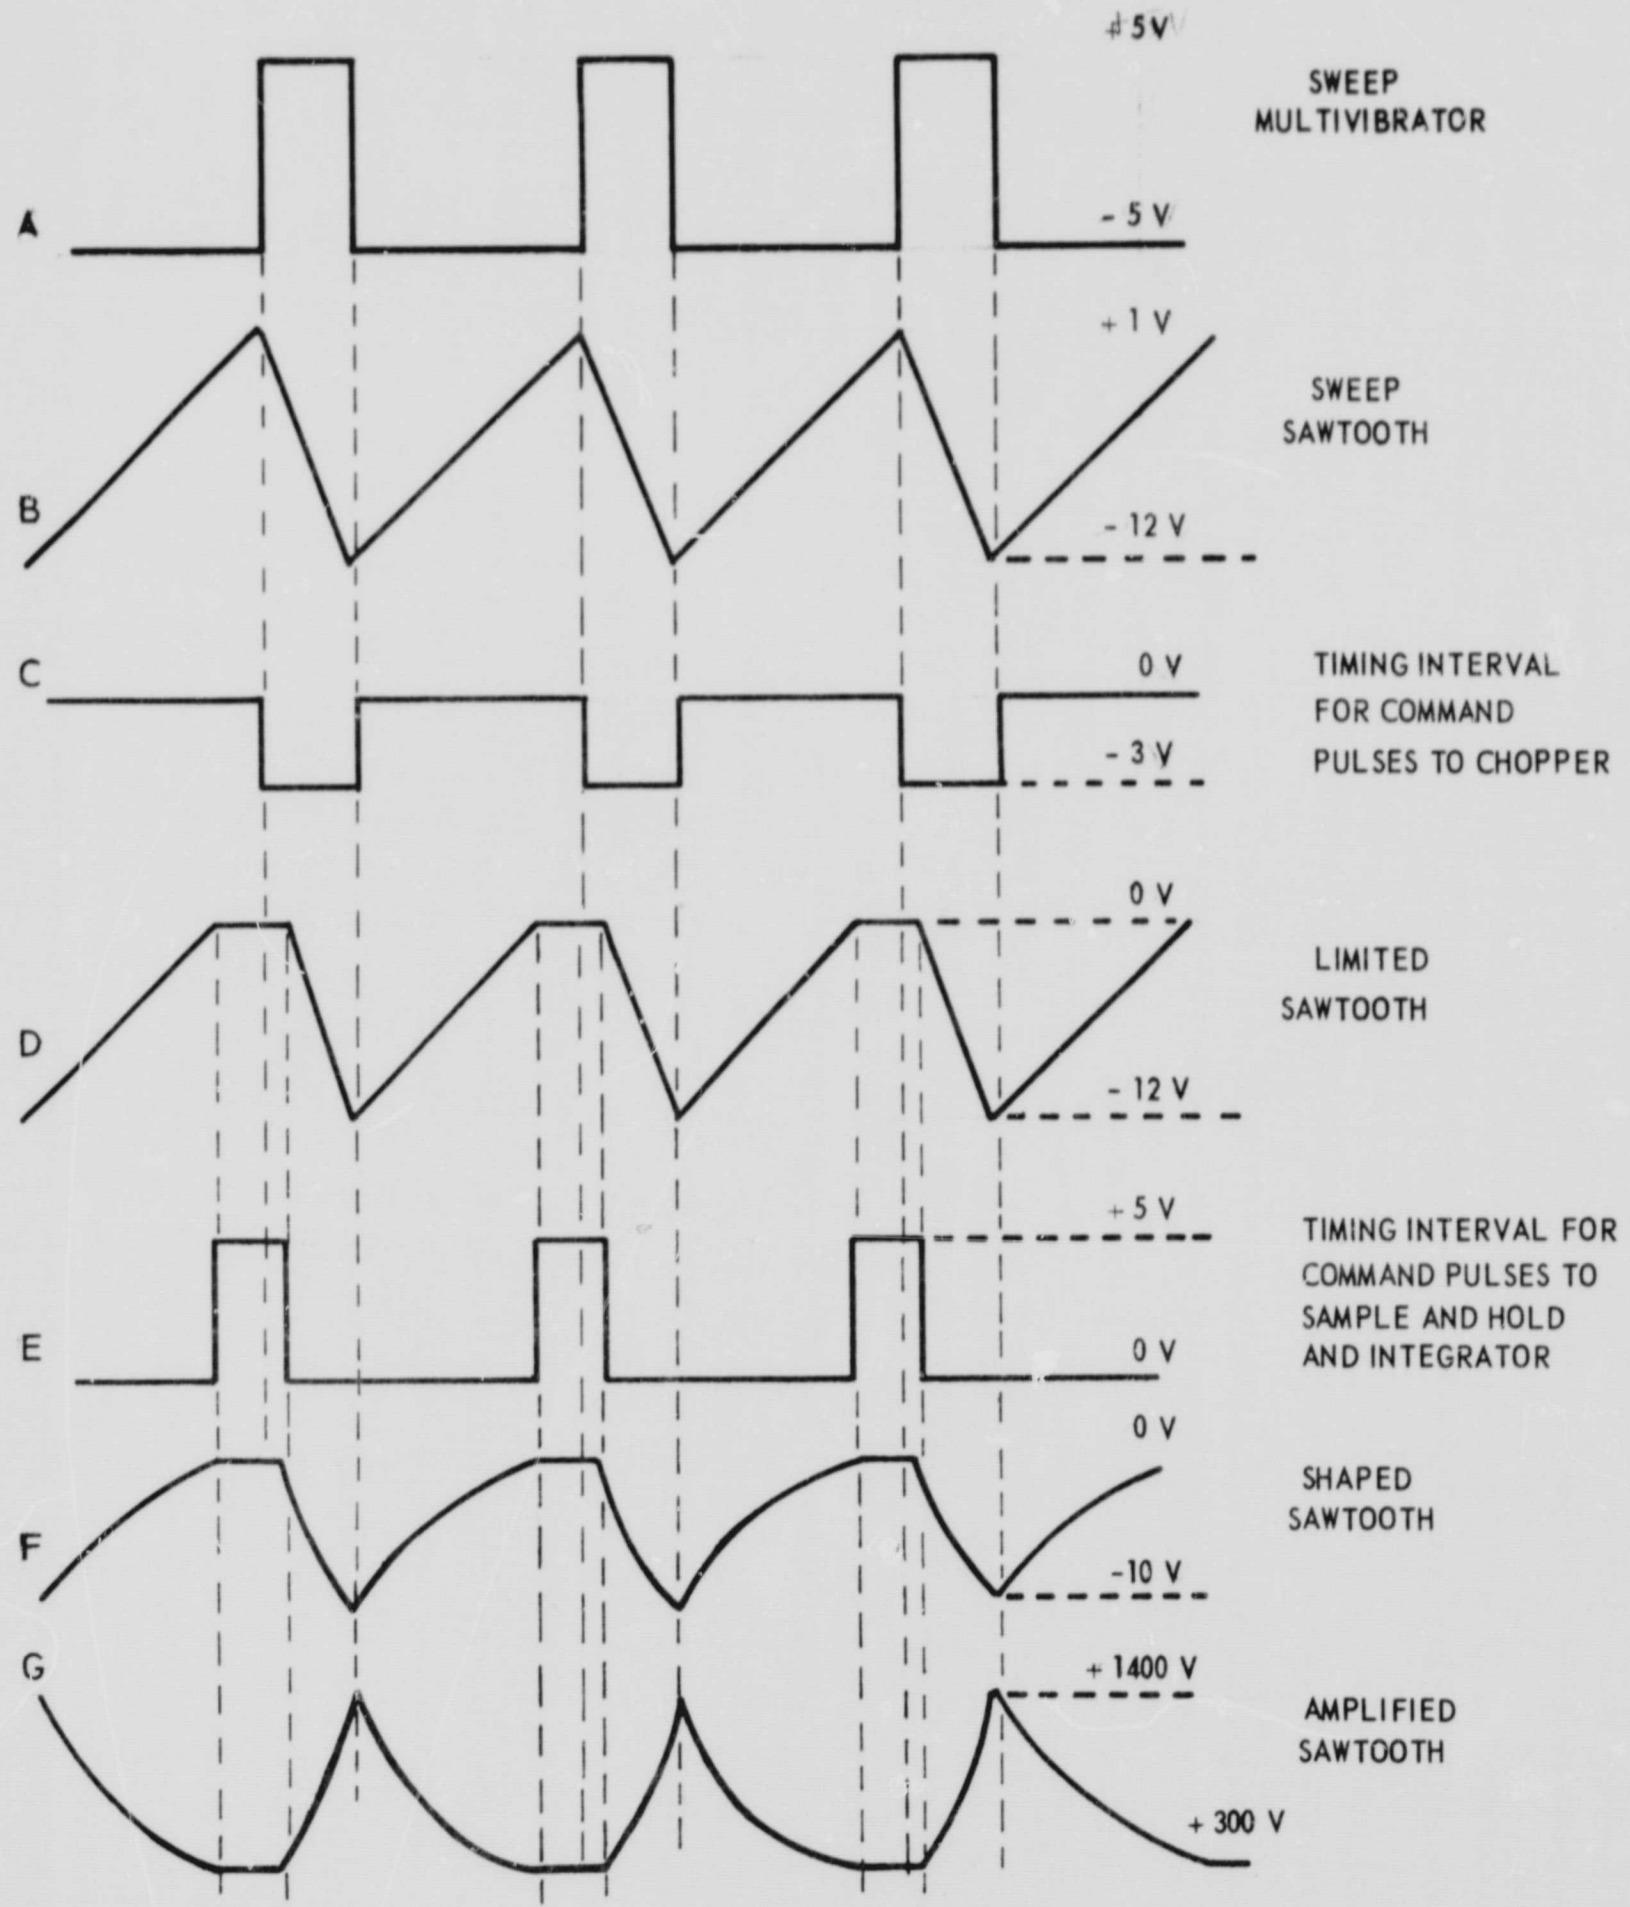 +5V
SWEEP
MULTIVIBRATOR
A
- 5 V
+ 1 V
SWEEP
SAWTOOTH
B
- 12 V
C
0 V
TIMING INTERVAL
FOR COMMAND
PULSES TO CHOPPER
- 3 V
0 V
LIMITED
SAWTOOTH
D
- 12 V
+ 5 V
TIMING INTERVAL FOR
COMMAND PULSES TO
SAMPLE AND HOLD
AND INTEGRATOR
E
0 V
0 V
SHAPED
SAWTOOTH
F
-10 V
G
+ 1400 V
AMPLIFIED
SAWTOOTH
+ 300 V